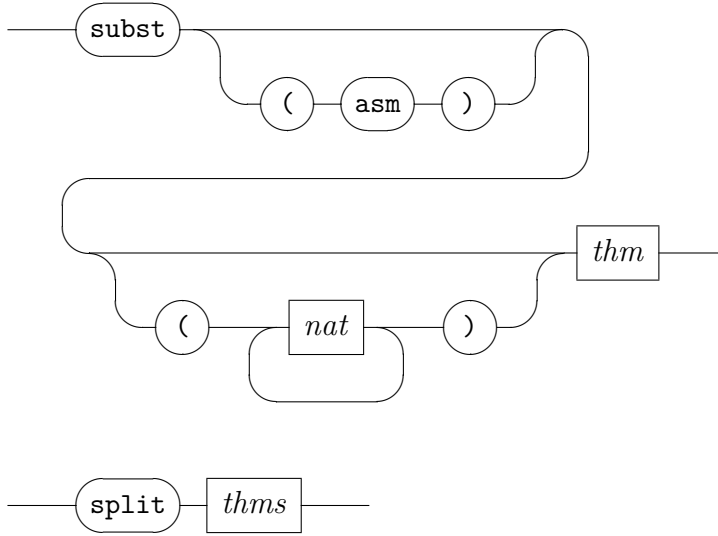 subst
( asm )
thm
( nat )
split thms